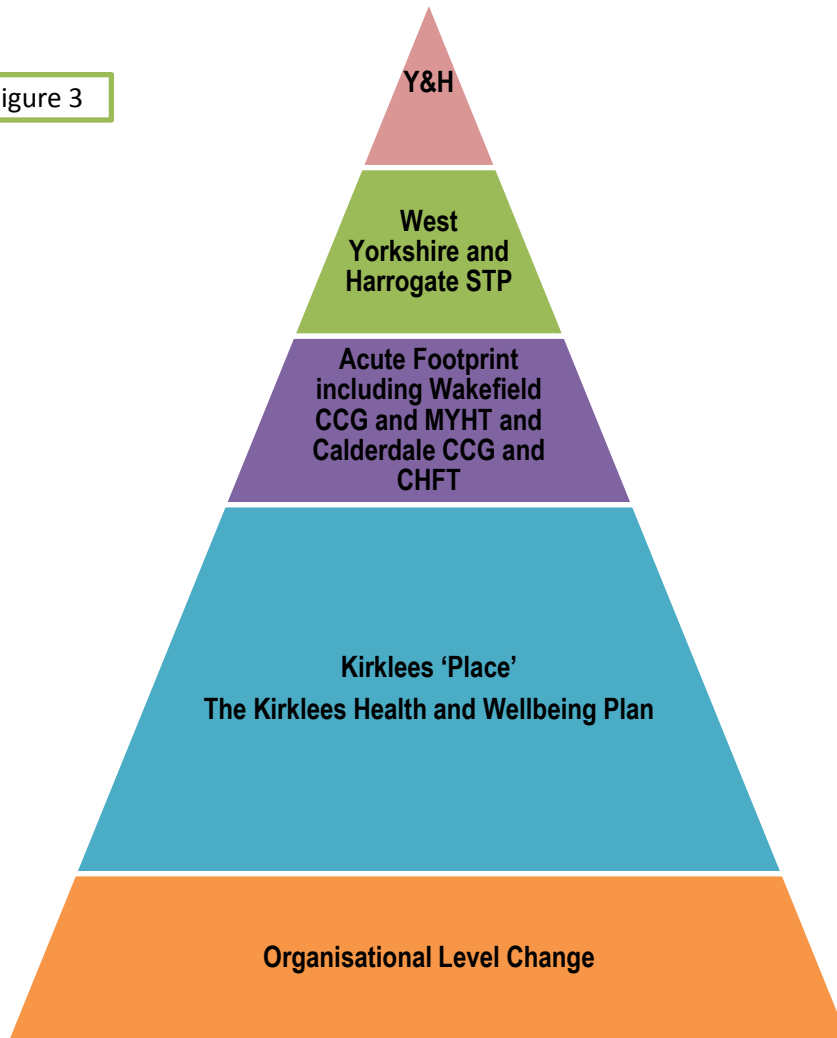 Y&H
igure 3
West
Yorkshire and
Harrogate STP
Acute Footprint
including Wakefield
CCG and MYHT and
Calderdale CCG and
CHFT
Kirklees ‘Place’
The Kirklees Health and Wellbeing Plan
Organisational Level Change